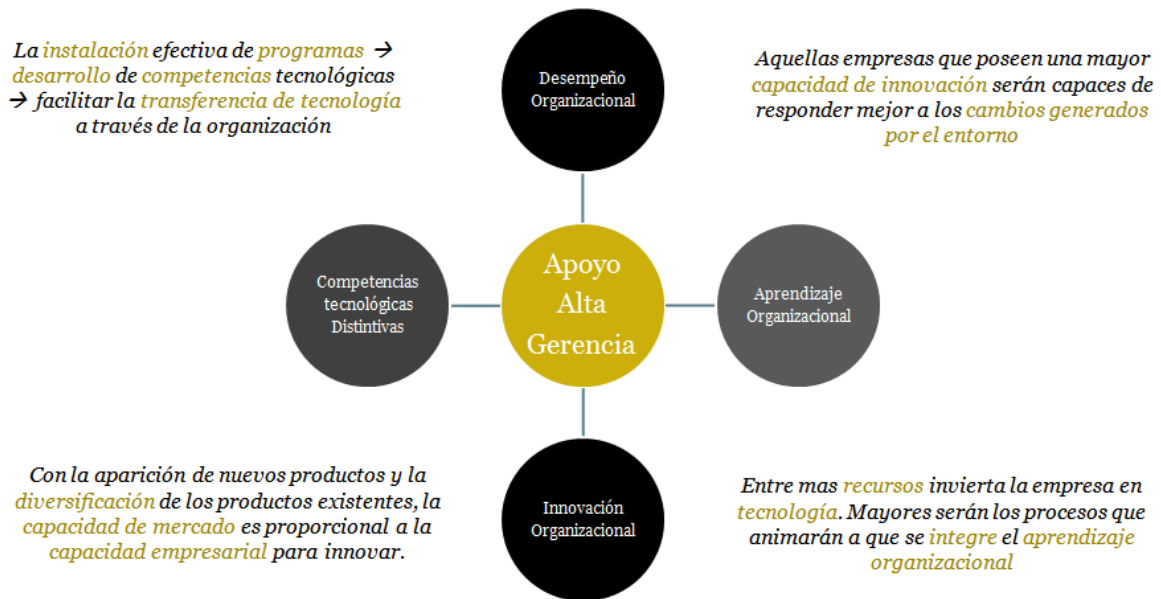 La instalación efectiva de programas →
desarrollo de competencias tecnológicas
→ facilitar la transferencia de tecnología
a través de la organización
Desempeño
Organizacional
Aquellas empresas que poseen una mayor
capacidad de innovación serán capaces de
responder mejor a los cambios generados
por el entorno
Competencias
tecnológicas
Distintivas
Apoyo
Alta
Gerencia
Aprendizaje
Organizacional
Con la aparición de nuevos productos y la
diversificación de los productos existentes, la
capacidad de mercado es proporcional a la
capacidad empresarial para innovar.
Innovación
Organizacional
Entre mas recursos invierta la empresa en
tecnología. Mayores serán los procesos que
animarán a que se integre el aprendizaje
organizacional